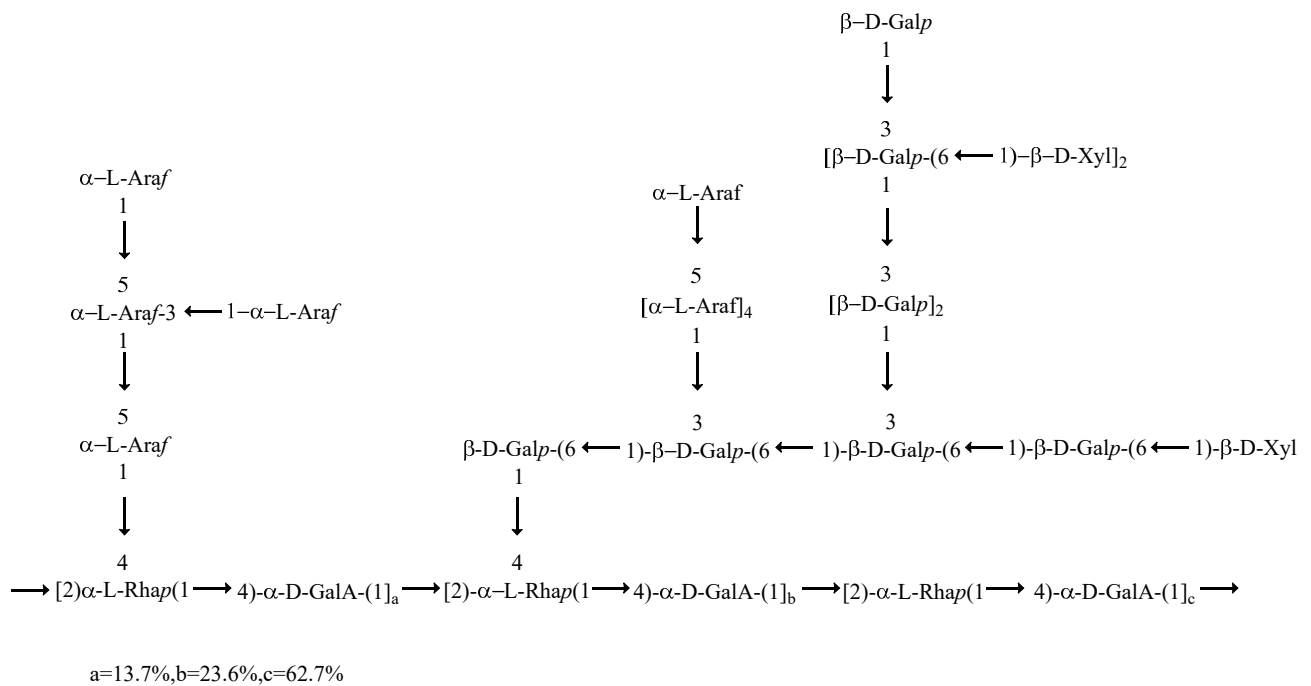 β−D-Galp
1
3
[β−D-Galp-(6 1)−β−D-Xyl]2
1
α−L-Araf
1
α−L-Araf
5
3
5
α−L-Araf-3 1−α−L-Araf
[α−L-Araf]4
[β−D-Galp]2
1
1
1
5
3
3
α−L-Araf
β-D-Galp-(6 1)-β−D-Galp-(6 1)-β-D-Galp-(6 1)-β-D-Galp-(6 1)-β-D-Xyl
1
1
4
4
[2)α-L-Rhap(1 4)-α-D-GalA-(1]a [2)-α−L-Rhap(1 4)-α-D-GalA-(1]b [2)-α-L-Rhap(1 4)-α-D-GalA-(1]c
a=13.7%,b=23.6%,c=62.7%